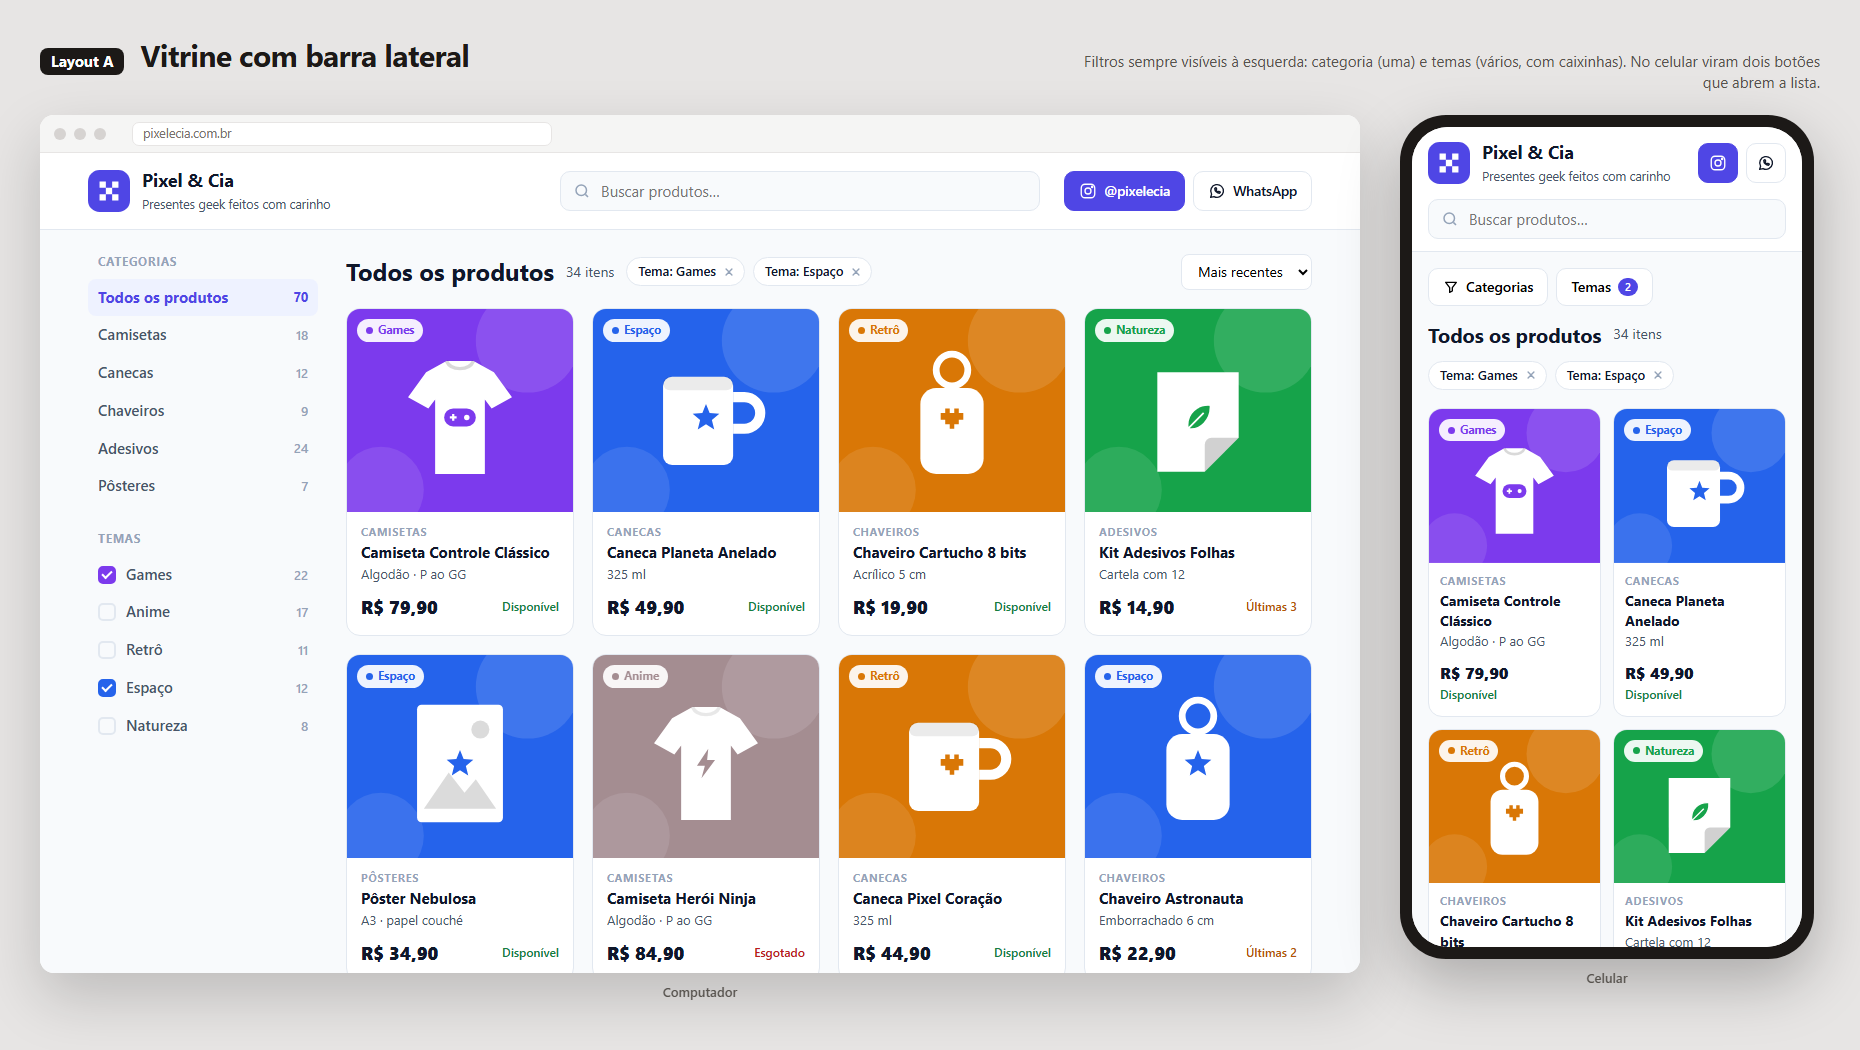 Layout A
Vitrine com barra lateral
Filtros sempre visíveis à esquerda: categoria (uma) e temas (vários, com caixinhas). No celular viram dois botões
que abrem a lista.
pixelecia.com.br
Pixel & Cia
Presentes geek feitos com carinho
Buscar produtos...
@pixelecia
WhatsApp
CATEGORIAS
Todos os produtos 70
Camisetas 18
Canecas 12
Chaveiros 9
Adesivos 24
Pôsteres 7
TEMAS
Games 22
Anime 17
Retrô 11
Espaço 12
Natureza 8
Todos os produtos 34 itens Tema: Games × Tema: Espaço ×
Mais recentes
Games
CAMISETAS
Camiseta Controle Clássico
Algodão · P ao GG
R$ 79,90 Disponível
Espaço
CANECAS
Caneca Planeta Anelado
325 ml
R$ 49,90 Disponível
Retrô
CHAVEIROS
Chaveiro Cartucho 8 bits
Acrílico 5 cm
R$ 19,90 Disponível
Natureza
ADESIVOS
Kit Adesivos Folhas
Cartela com 12
R$ 14,90 Últimas 3
Espaço
PÔSTERES
Pôster Nebulosa
A3 · papel couché
R$ 34,90 Disponível
Anime
CAMISETAS
Camiseta Herói Ninja
Algodão · P ao GG
R$ 84,90 Esgotado
Retrô
CANECAS
Caneca Pixel Coração
325 ml
R$ 44,90 Disponível
Espaço
CHAVEIROS
Chaveiro Astronauta
Emborrachado 6 cm
R$ 22,90 Últimas 2
Computador
Pixel & Cia
Presentes geek feitos com carinho
Buscar produtos...
Categorias
Temas 2
Todos os produtos 34 itens
Tema: Games × Tema: Espaço ×
Games
CAMISETAS
Camiseta Controle
Clássico
Algodão · P ao GG
R$ 79,90
Disponível
Espaço
CANECAS
Caneca Planeta
Anelado
325 ml
R$ 49,90
Disponível
Retrô
CHAVEIROS
Chaveiro Cartucho 8
bits
Natureza
ADESIVOS
Kit Adesivos Folhas
Cartela com 12
Celular